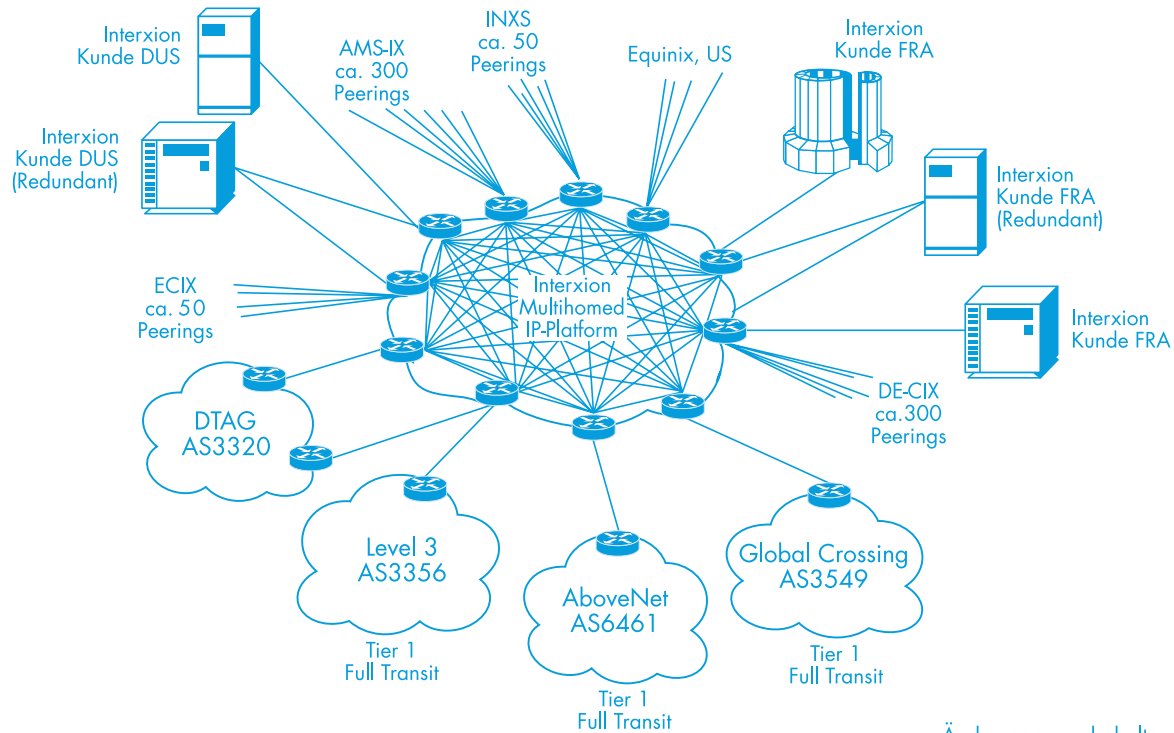 Interxion
Kunde DUS
AMS-IX
ca. 300
Peerings
INXS
ca. 50
Peerings
Equinix, US
Interxion
Kunde FRA
Interxion
Kunde DUS
(Redundant)
Interxion
Kunde FRA
(Redundant)
ECIX
ca. 50
Peerings
Interxion
Multihomed
IP-Platform
Interxion
Kunde FRA
DE-CIX
ca.300
Peerings
DTAG
AS3320
Level 3
AS3356
Tier 1
Full Transit
AboveNet
AS6461
Tier 1
Full Transit
Global Crossing
AS3549
Tier 1
Full Transit